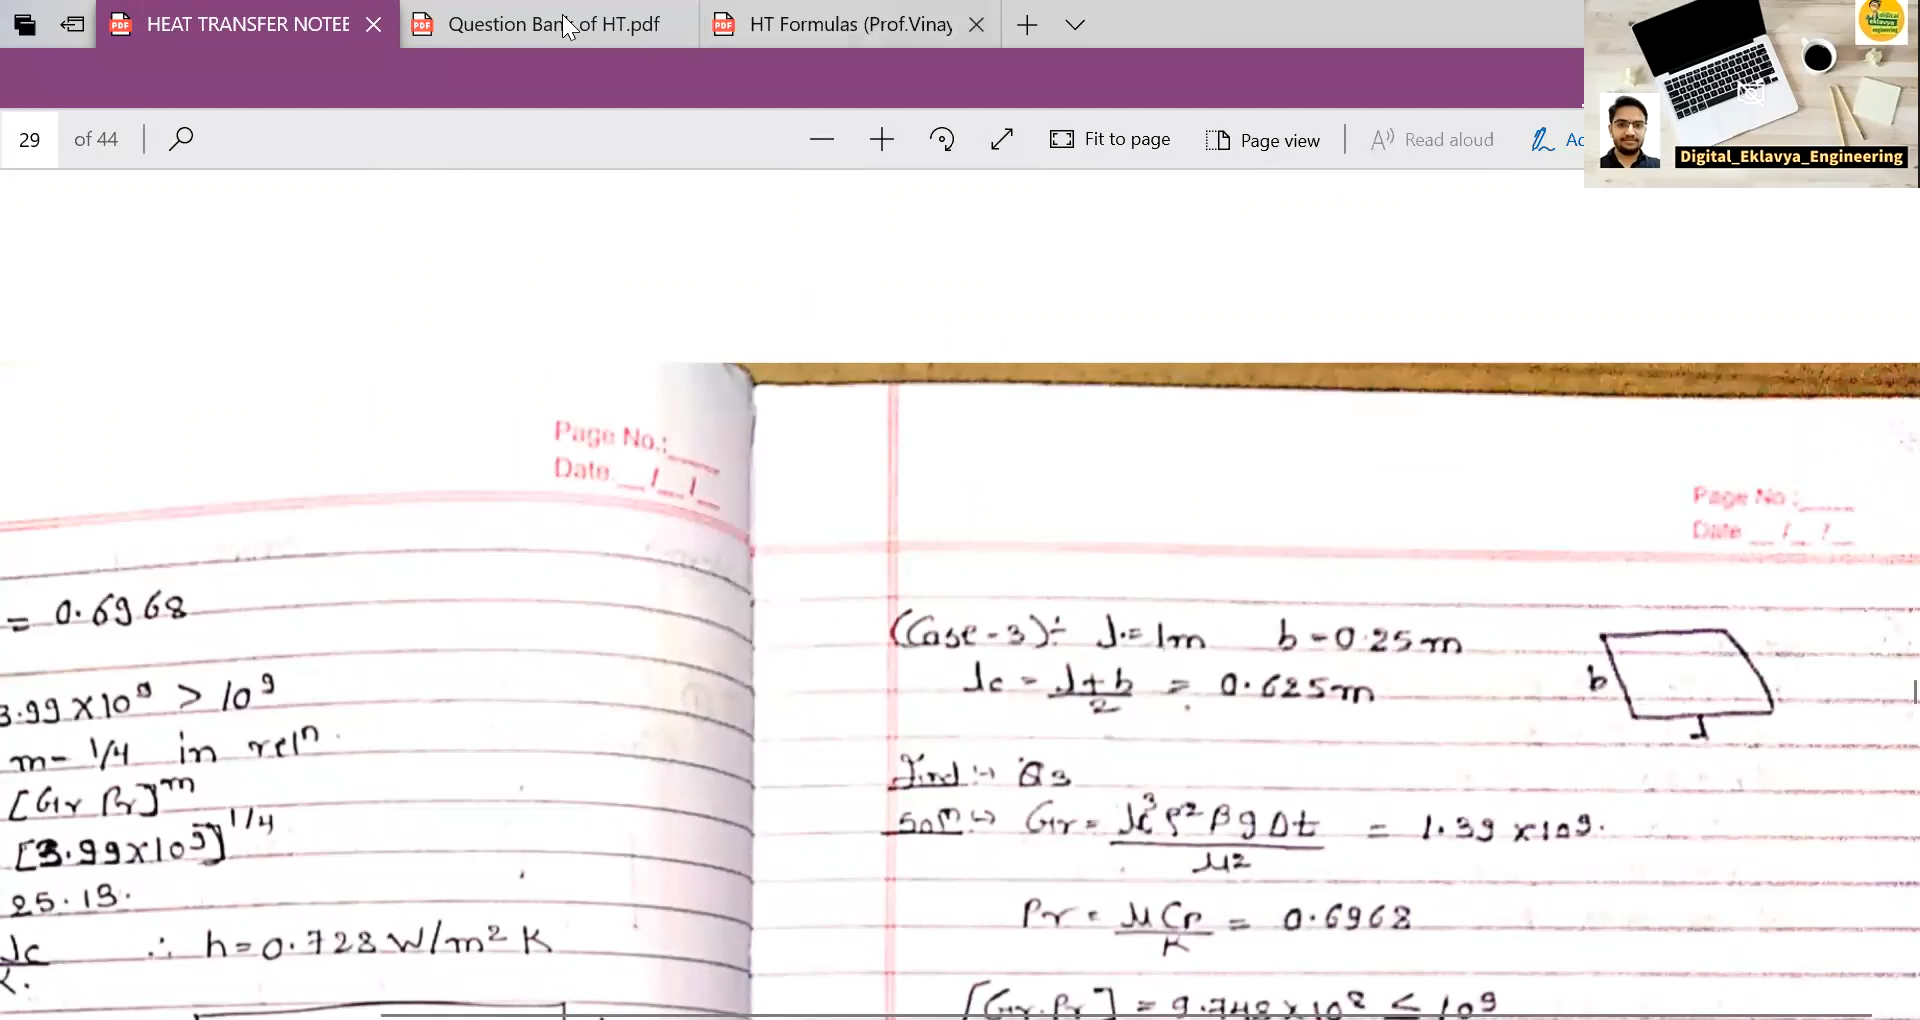 HEAT TRANSFER NOTEE
Question Bank of HT.pdf
HT Formulas (Prof.Vinay
29 of 44
Fit to page
Page view
Read aloud
Digital_Eklavya_Engineering
Page No.:
Date
= 0.6968
3.99 X 10⁹ > 10⁹
m = 1/4 in relⁿ.
[Gr Pr]ᵐ
[3.99x10⁹]^1/4
25.13.
∴ h = 0.728 W/m² K
Page No :
Date
(Case - 3) ÷ l = 1m b = 0.25m
lc = l+b / 2 = 0.625m
b
l
Find :→ Q3
Solⁿ :→ Gr = lc³ ρ² β g Δt / μ² = 1.39 x 10⁹.
Pr = μCp / K = 0.6968
[Gr.Pr] = 9.748 x 10⁸ ≤ 10⁹